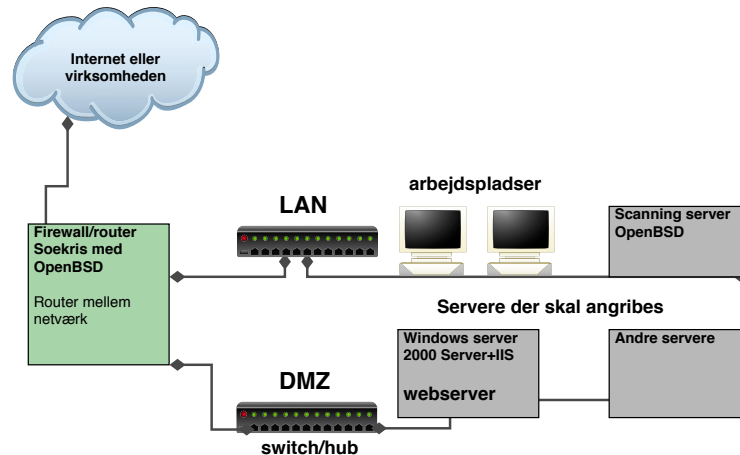 Internet eller
virksomheden
LAN
arbejdspladser
Scanning server
OpenBSD
Firewall/router
Soekris med
OpenBSD
Router mellem
netværk
Servere der skal angribes
Windows server
2000 Server+IIS
webserver
Andre servere
DMZ
switch/hub